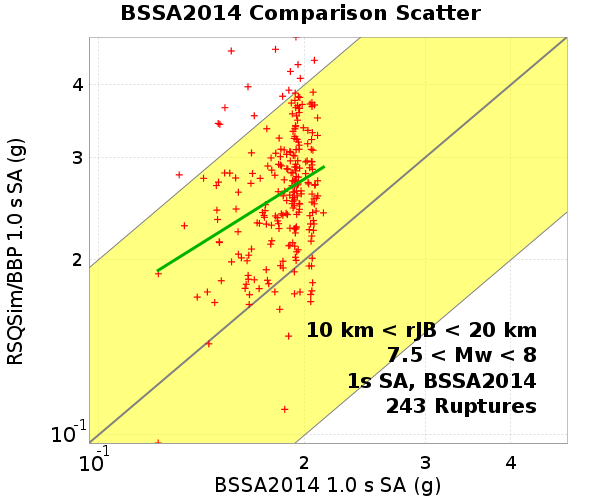 BSSA2014 Comparison Scatter
RSQSim/BBP 1.0 s SA (g)
4
3
2
10-1
10 km < rJB < 20 km
7.5 < Mw < 8
1s SA, BSSA2014
243 Ruptures
10-1
2
3
4
BSSA2014 1.0 s SA (g)